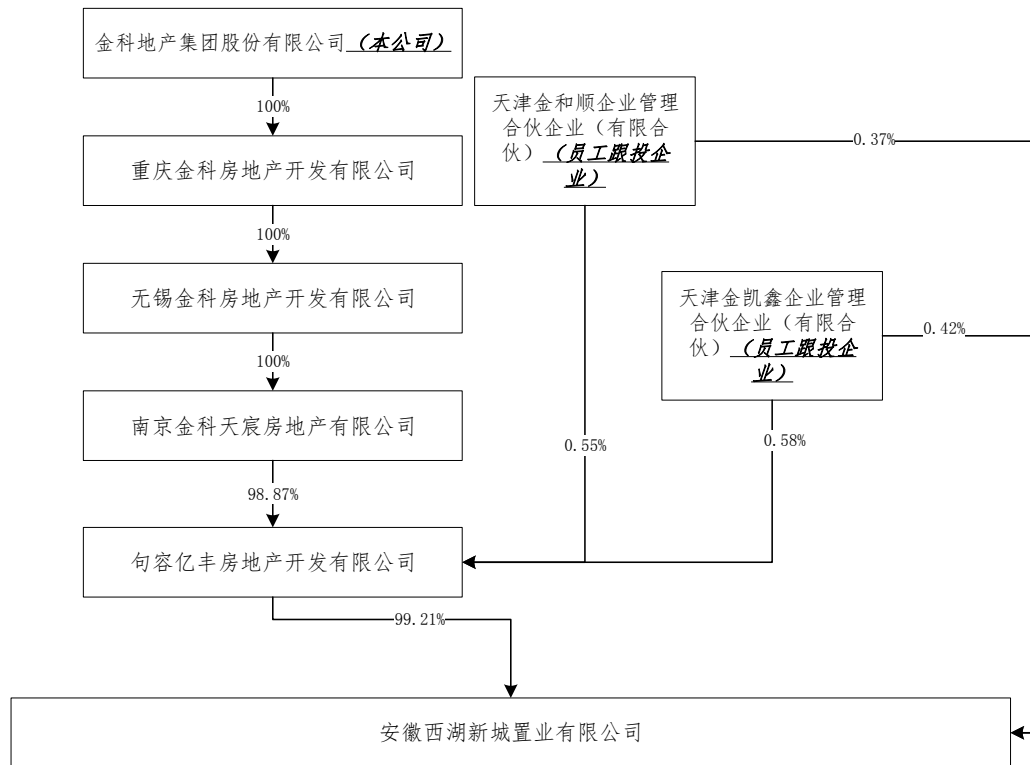 金科地产集团股份有限公司（本公司）
100%
重庆金科房地产开发有限公司
100%
无锡金科房地产开发有限公司
100%
南京金科天宸房地产有限公司
98.87%
句容亿丰房地产开发有限公司
99.21%
天津金和顺企业管理
合伙企业（有限合
伙）（员工跟投企
业）
0.37%
0.55%
天津金凯鑫企业管理
合伙企业（有限合
伙）（员工跟投企
业）
0.42%
0.58%
安徽西湖新城置业有限公司